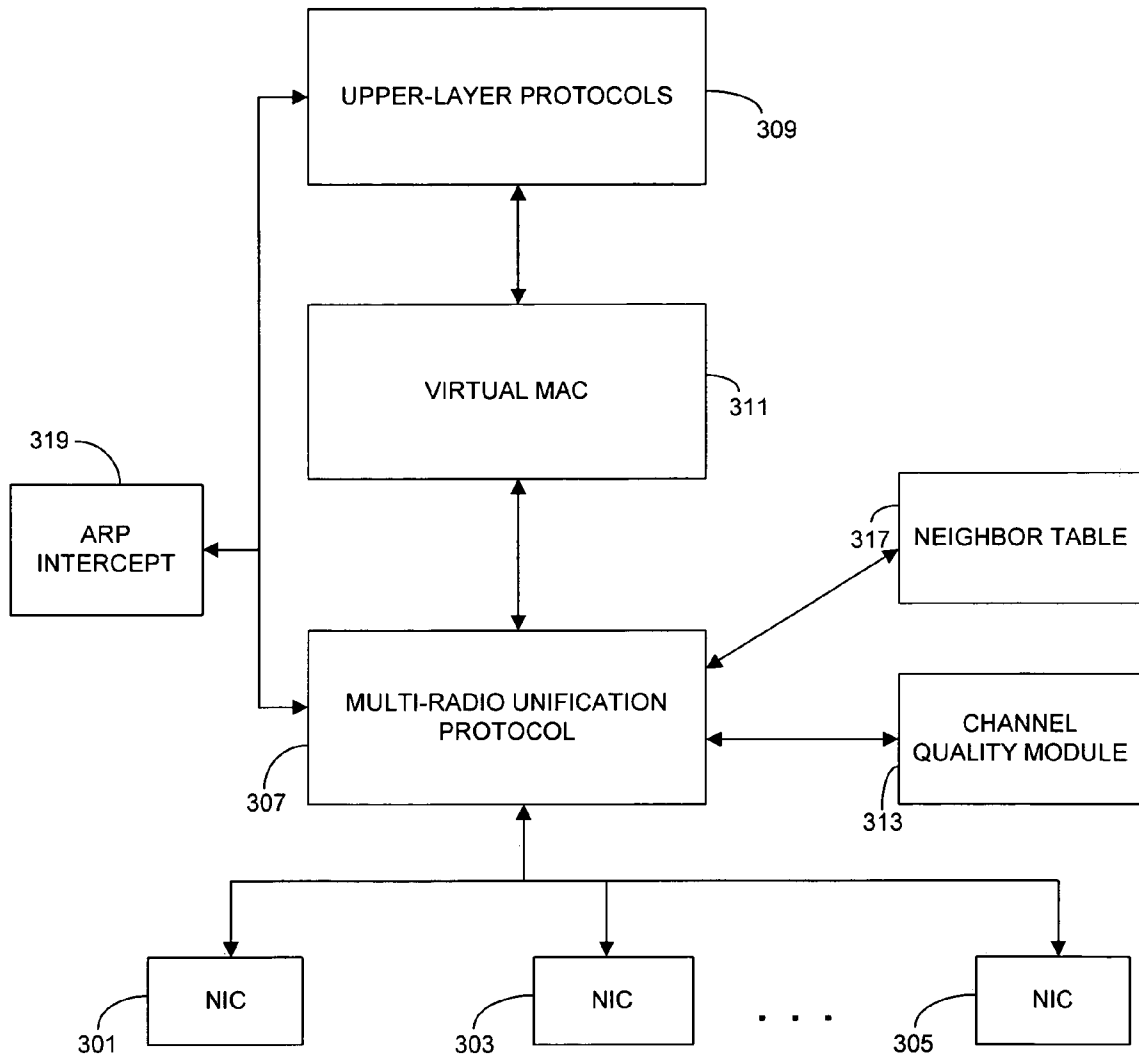 UPPER-LAYER PROTOCOLS
309
VIRTUAL MAC
311
319
ARP
INTERCEPT
317
NEIGHBOR TABLE
MULTI-RADIO UNIFICATION
PROTOCOL
307
CHANNEL
QUALITY MODULE
313
NIC
301
NIC
303
. . .
NIC
305